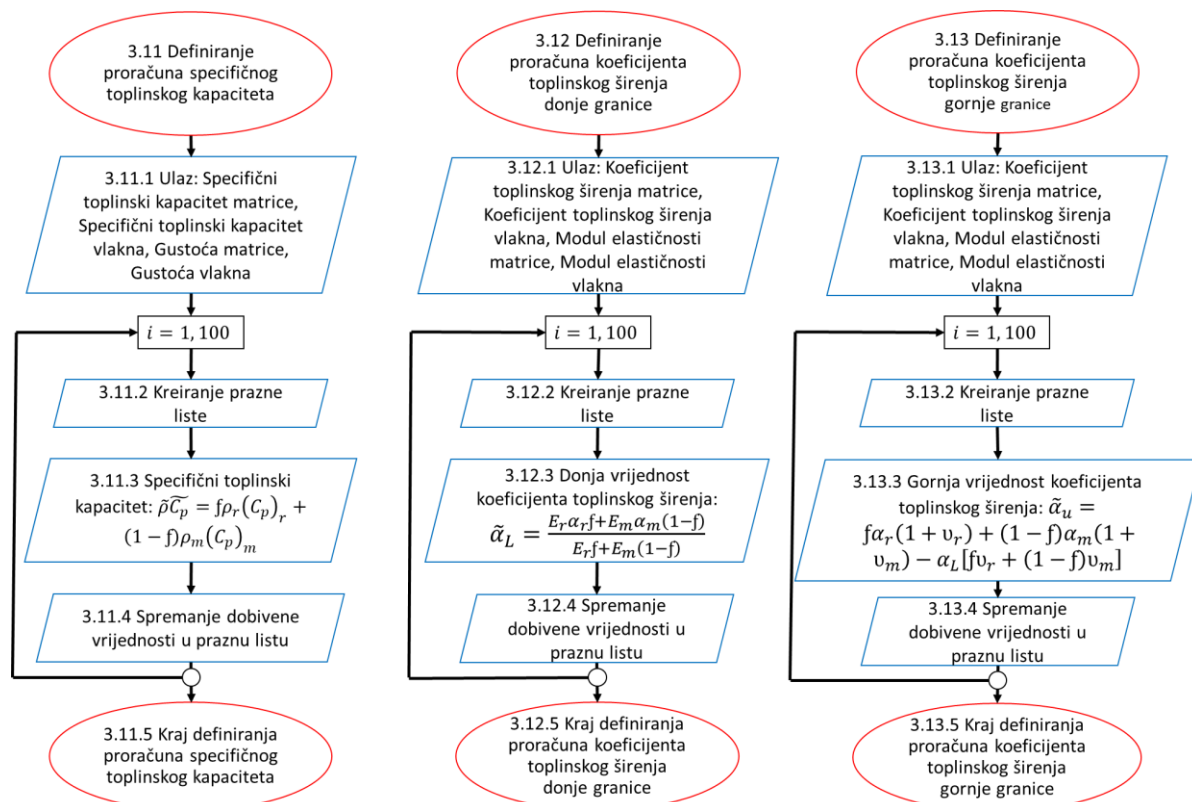 3.11 Definiranje
proračuna specifičnog
toplinskog kapaciteta
3.11.1 Ulaz: Specifični
toplinski kapacitet matrice,
Specifični toplinski kapacitet
vlakna, Gustoća matrice,
Gustoća vlakna
i = 1, 100
3.11.2 Kreiranje prazne
liste
3.11.3 Specifični toplinski
kapacitet: ρ̃C̃ₚ = fρᵣ(Cₚ)ᵣ +
(1 − f)ρₘ(Cₚ)ₘ
3.11.4 Spremanje dobivene
vrijednosti u praznu listu
3.11.5 Kraj definiranja
proračuna specifičnog
toplinskog kapaciteta
3.12 Definiranje
proračuna koeficijenta
toplinskog širenja
donje granice
3.12.1 Ulaz: Koeficijent
toplinskog širenja matrice,
Koeficijent toplinskog širenja
vlakna, Modul elastičnosti
matrice, Modul elastičnosti
vlakna
i = 1, 100
3.12.2 Kreiranje prazne
liste
3.12.3 Donja vrijednost
koeficijenta toplinskog širenja:
α̃_L = (Eᵣαᵣf+Eₘαₘ(1−f))/(Eᵣf+Eₘ(1−f))
3.12.4 Spremanje
dobivene vrijednosti u
praznu listu
3.12.5 Kraj definiranja
proračuna koeficijenta
toplinskog širenja
donje granice
3.13 Definiranje
proračuna koeficijenta
toplinskog širenja
gornje granice
3.13.1 Ulaz: Koeficijent
toplinskog širenja matrice,
Koeficijent toplinskog širenja
vlakna, Modul elastičnosti
matrice, Modul elastičnosti
vlakna
i = 1, 100
3.13.2 Kreiranje prazne
liste
3.13.3 Gornja vrijednost koeficijenta
toplinskog širenja: α̃ᵤ =
fαᵣ(1 + υᵣ) + (1 − f)αₘ(1 +
υₘ) − α_L[fυᵣ + (1 − f)υₘ]
3.13.4 Spremanje
dobivene vrijednosti u
praznu listu
3.13.5 Kraj definiranja
proračuna koeficijenta
toplinskog širenja
gornje granice